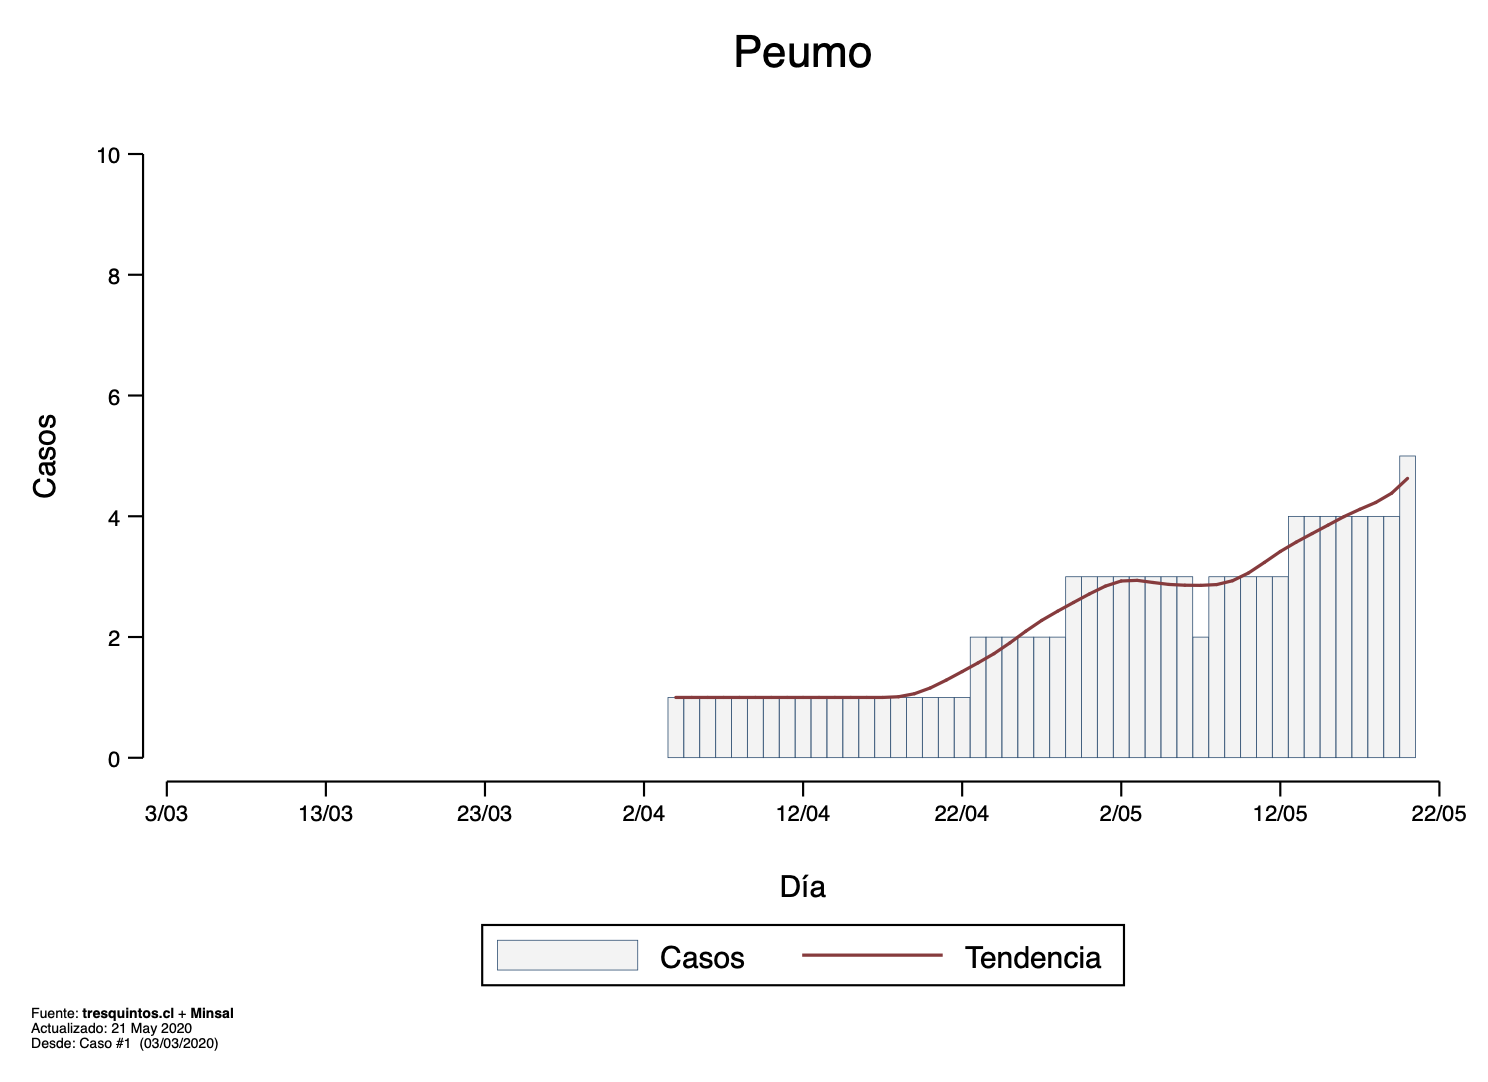 Peumo
10
8
6
4
2
0
Casos
3/03 13/03 23/03 2/04 12/04 22/04 2/05 12/05 22/05
Día
Casos Tendencia
Fuente: tresquintos.cl + Minsal
Actualizado: 21 May 2020
Desde: Caso #1 (03/03/2020)